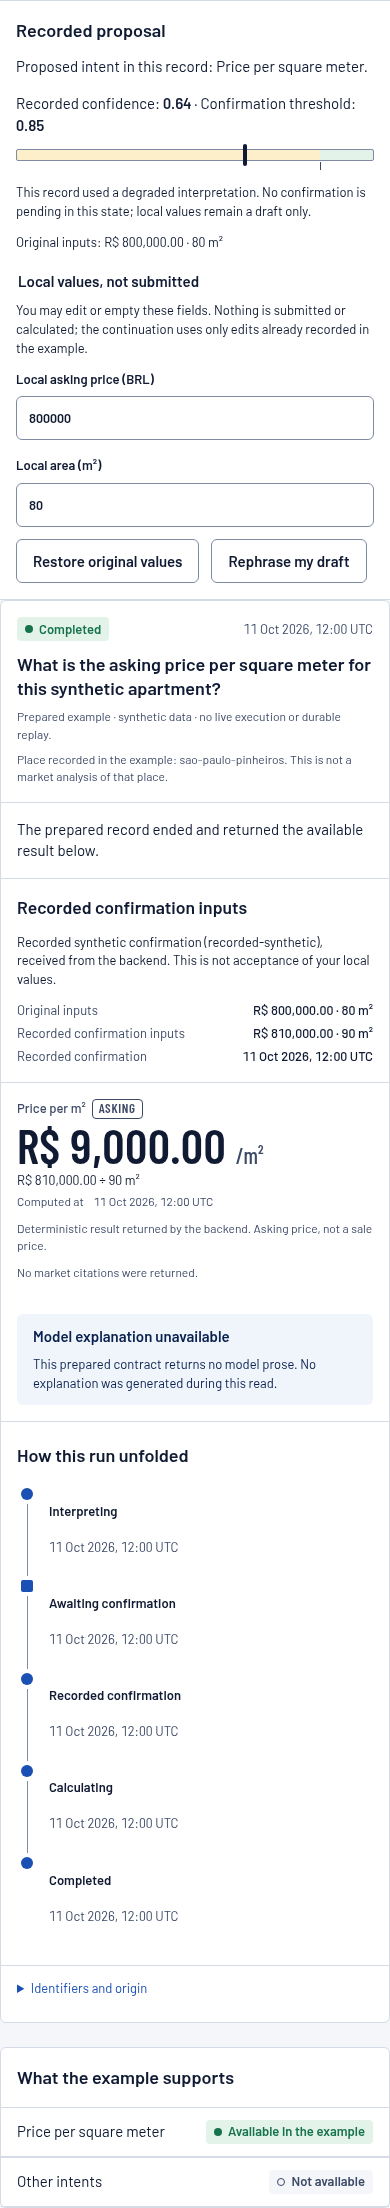 Recorded proposal
Proposed intent in this record: Price per square meter.
Recorded confidence: 0.64 · Confirmation threshold:
0.85
This record used a degraded interpretation. No confirmation is
pending in this state; local values remain a draft only.
Original inputs: R$ 800,000.00 · 80 m²
Local values, not submitted
You may edit or empty these fields. Nothing is submitted or
calculated; the continuation uses only edits already recorded in
the example.
Local asking price (BRL)
800000
Local area (m²)
80
Restore original values Rephrase my draft
Completed 11 Oct 2026, 12:00 UTC
What is the asking price per square meter for
this synthetic apartment?
Prepared example · synthetic data · no live execution or durable
replay.
Place recorded in the example: sao-paulo-pinheiros. This is not a
market analysis of that place.
The prepared record ended and returned the available
result below.
Recorded confirmation inputs
Recorded synthetic confirmation (recorded-synthetic),
received from the backend. This is not acceptance of your local
values.
Original inputs R$ 800,000.00 · 80 m²
Recorded confirmation inputs R$ 810,000.00 · 90 m²
Recorded confirmation 11 Oct 2026, 12:00 UTC
Price per m² ASKING
R$ 9,000.00 /m²
R$ 810,000.00 ÷ 90 m²
Computed at 11 Oct 2026, 12:00 UTC
Deterministic result returned by the backend. Asking price, not a sale
price.
No market citations were returned.
Model explanation unavailable
This prepared contract returns no model prose. No
explanation was generated during this read.
How this run unfolded
Interpreting
11 Oct 2026, 12:00 UTC
Awaiting confirmation
11 Oct 2026, 12:00 UTC
Recorded confirmation
11 Oct 2026, 12:00 UTC
Calculating
11 Oct 2026, 12:00 UTC
Completed
11 Oct 2026, 12:00 UTC
Identifiers and origin
What the example supports
Price per square meter Available in the example
Other intents Not available